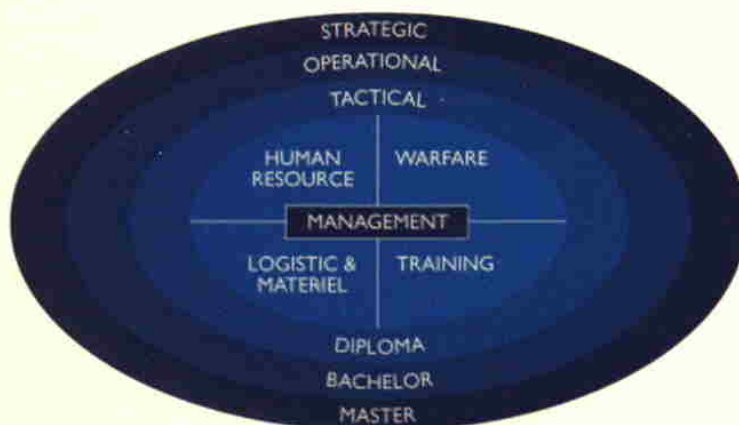 STRATEGIC
OPERATIONAL
TACTICAL
HUMAN
RESOURCE
WARFARE
MANAGEMENT
LOGISTIC &
MATERIEL
TRAINING
DIPLOMA
BACHELOR
MASTER